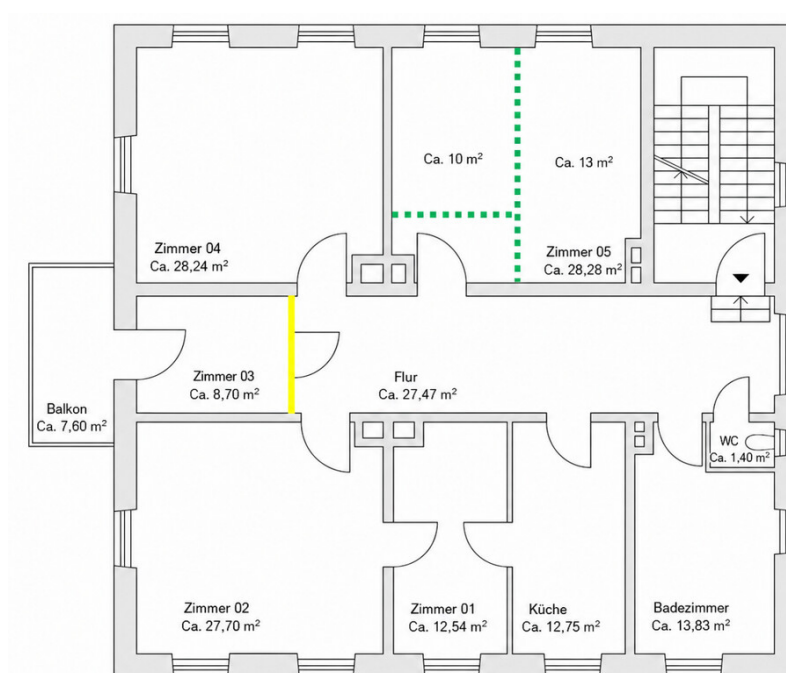 Ca. 10 m²
Ca. 13 m²
Zimmer 04
Ca. 28,24 m²
Zimmer 05
Ca. 28,28 m²
Zimmer 03
Ca. 8,70 m²
Flur
Ca. 27,47 m²
Balkon
Ca. 7,60 m²
WC
Ca. 1,40 m²
Zimmer 02
Ca. 27,70 m²
Zimmer 01
Ca. 12,54 m²
Küche
Ca. 12,75 m²
Badezimmer
Ca. 13,83 m²